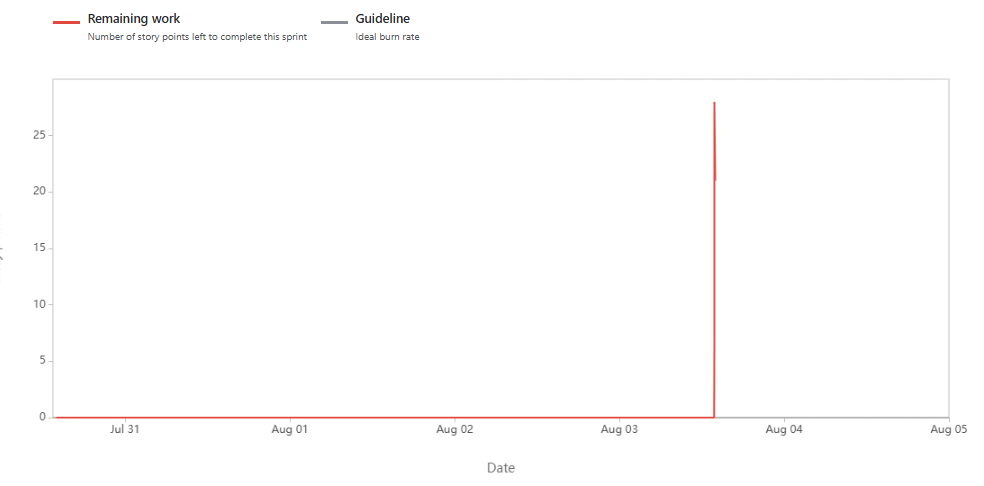 Remaining work
Number of story points left to complete this sprint
Guideline
Ideal burn rate
25
20
15
10
5
0
Jul 31 Aug 01 Aug 02 Aug 03 Aug 04 Aug 05
Date